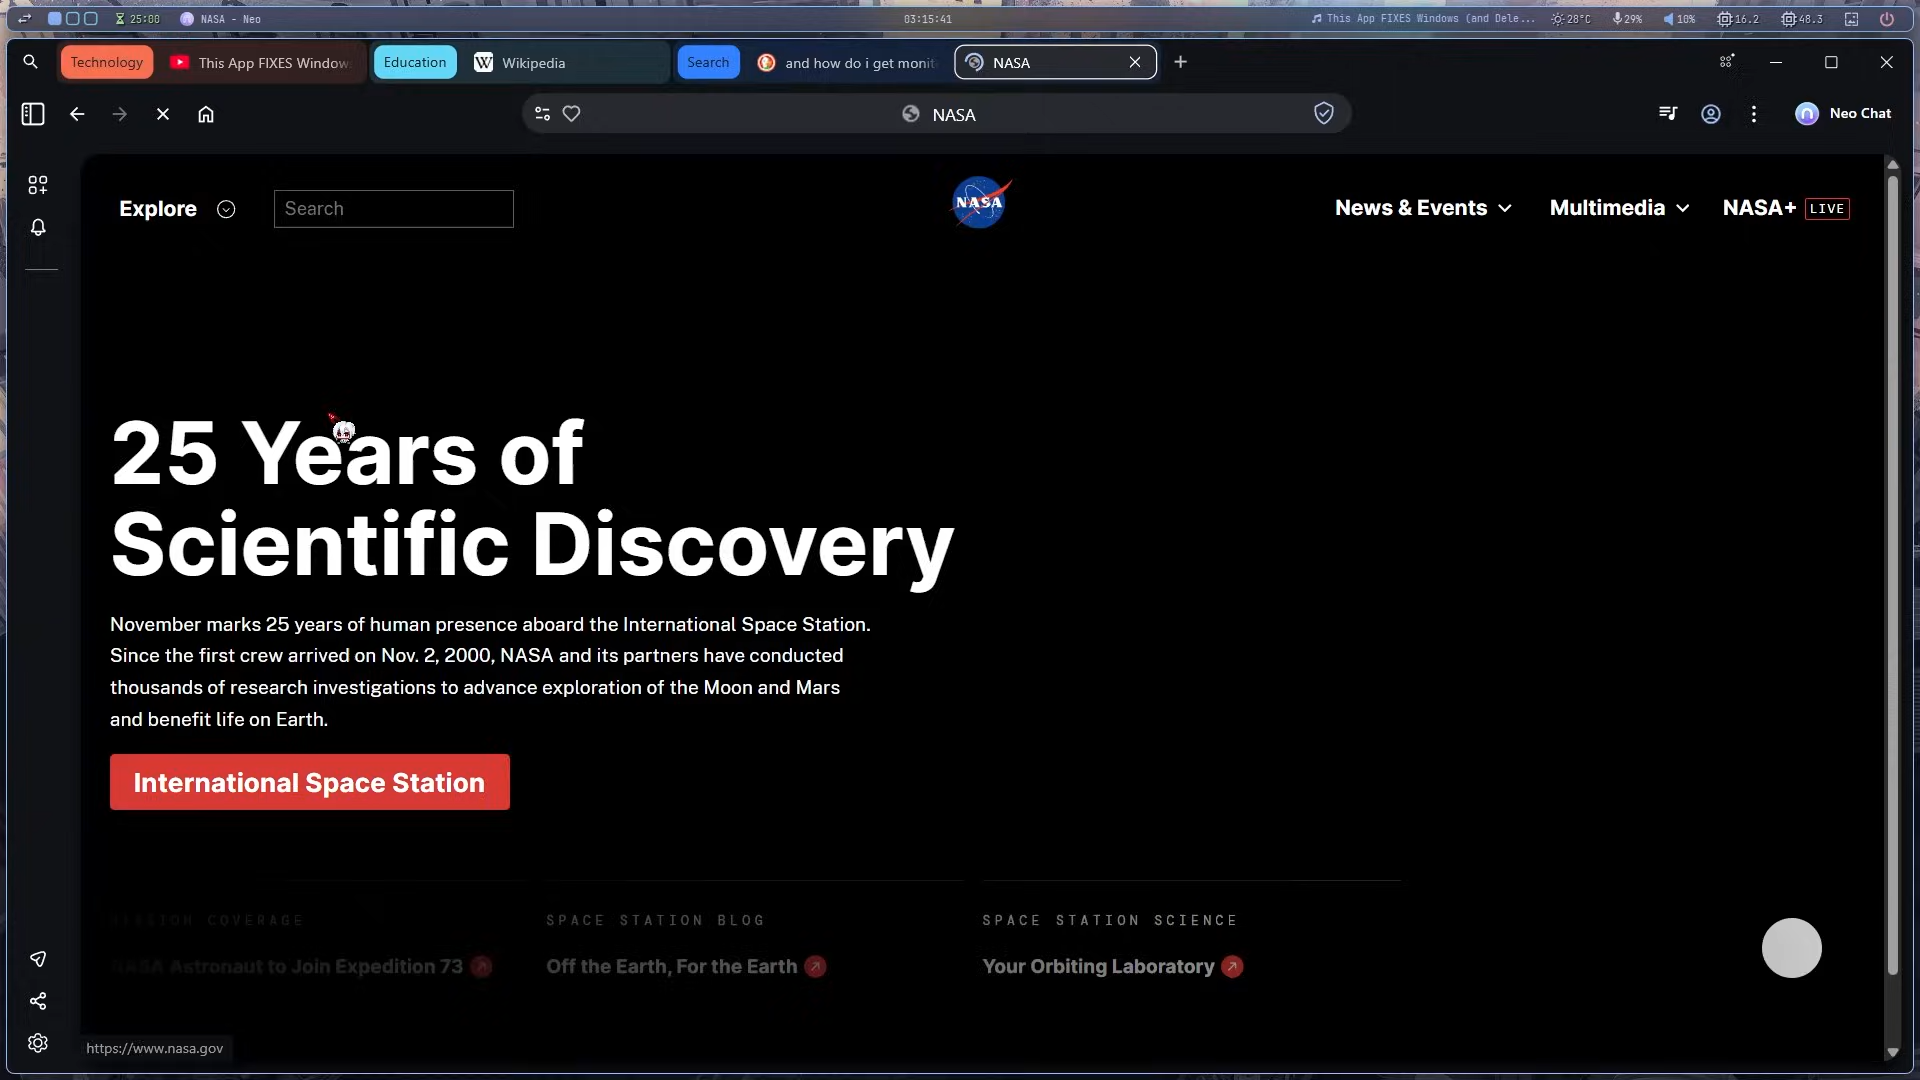 25:00
NASA - Neo
03:15:41
This App FIXES Windows (and Dele...
28°C
29%
10%
16.2
48.3
Technology
This App FIXES Window
Education
W
Wikipedia
Search
and how do i get monit
NASA
NASA
Neo Chat
Explore
Search
NASA
News & Events
Multimedia
NASA+ LIVE
25 Years of
Scientific Discovery
November marks 25 years of human presence aboard the International Space Station.
Since the first crew arrived on Nov. 2, 2000, NASA and its partners have conducted
thousands of research investigations to advance exploration of the Moon and Mars
and benefit life on Earth.
International Space Station
MISSION COVERAGE
NASA Astronaut to Join Expedition 73
SPACE STATION BLOG
Off the Earth, For the Earth
SPACE STATION SCIENCE
Your Orbiting Laboratory
https://www.nasa.gov